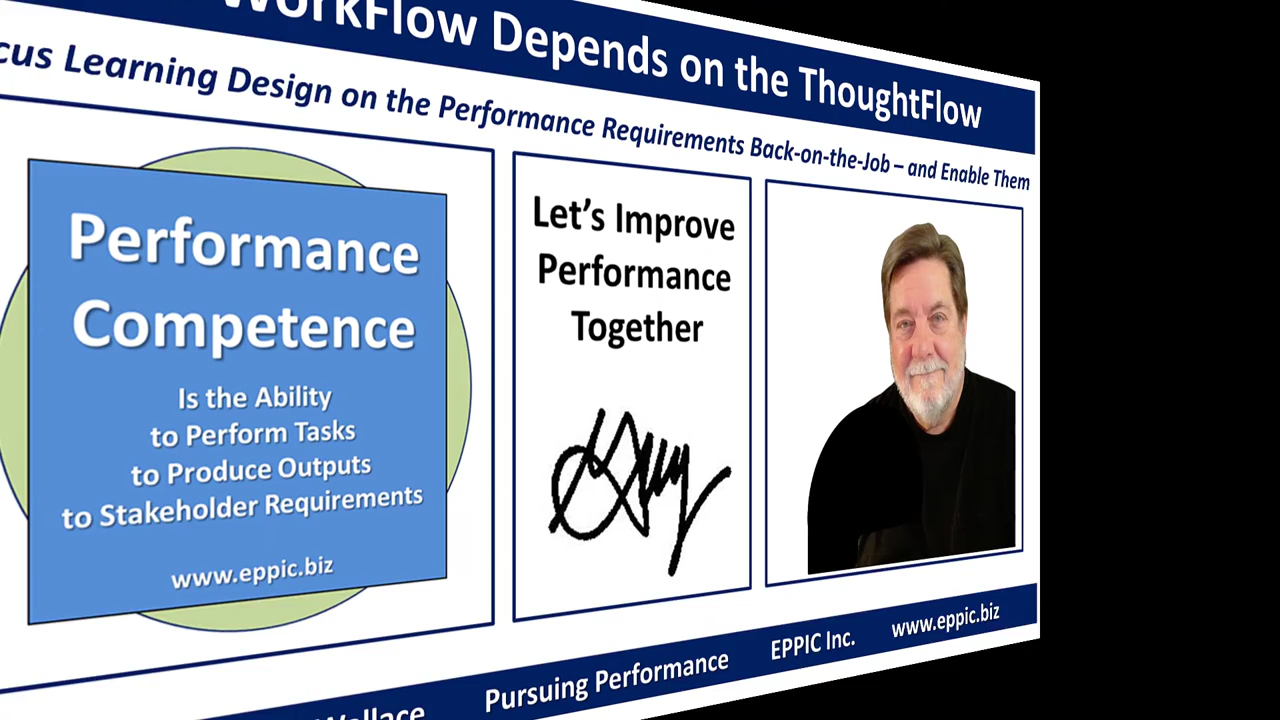 WorkFlow Depends on the ThoughtFlow
Learning Design on the Performance Requirements Back-on-the-Job – and Enable Them
Performance
Competence
Is the Ability
to Perform Tasks
to Produce Outputs
to Stakeholder Requirements
www.eppic.biz
Let's Improve
Performance
Together
Guy
Wallace
Pursuing Performance
EPPIC Inc.
www.eppic.biz